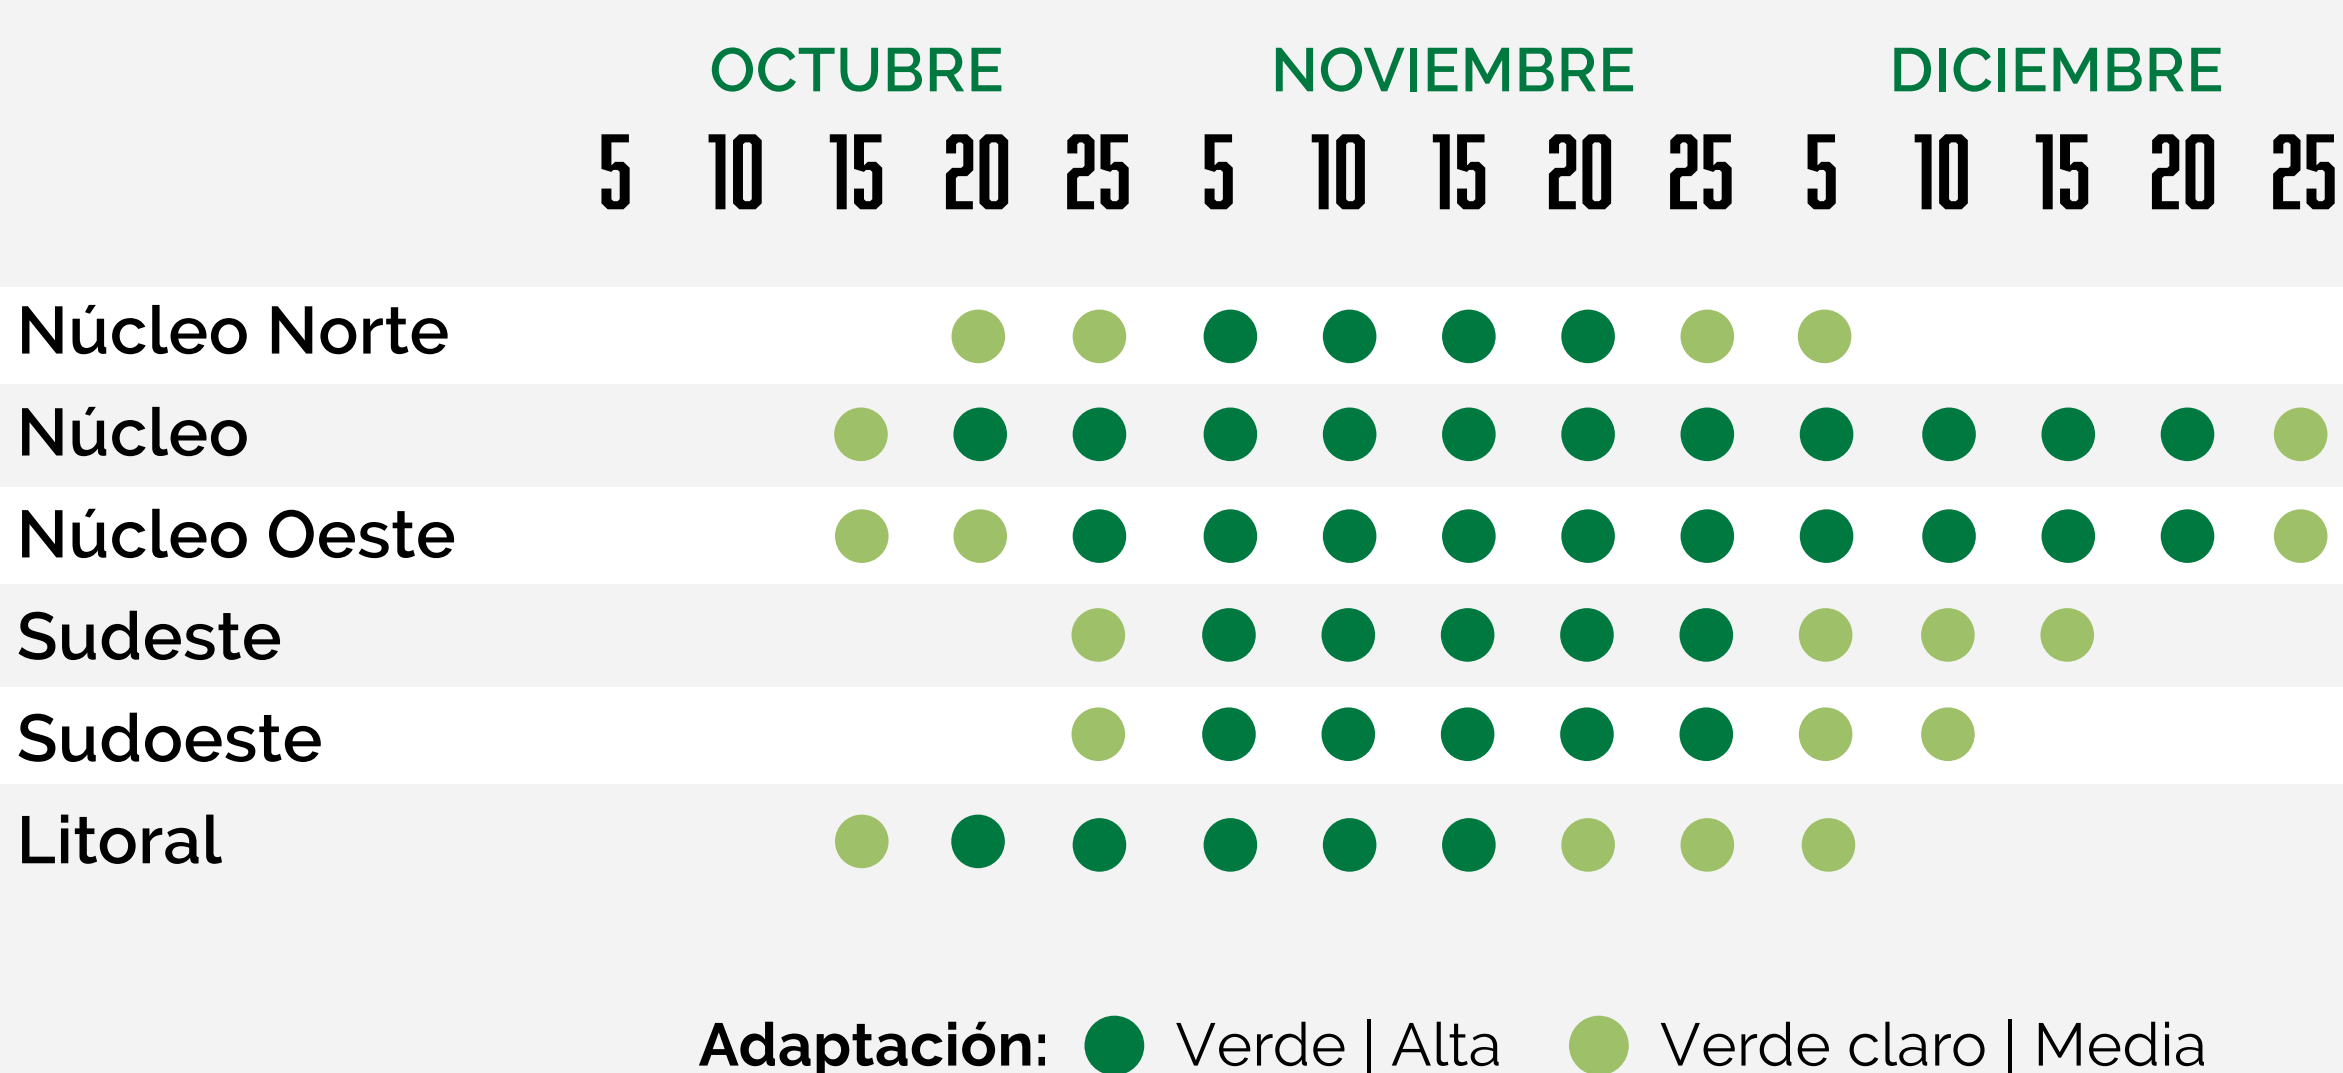 OCTUBRE NOVIEMBRE DICIEMBRE
5 10 15 20 25 5 10 15 20 25 5 10 15 20 25
Núcleo Norte
Núcleo
Núcleo Oeste
Sudeste
Sudoeste
Litoral
Adaptación: Verde | Alta Verde claro | Media